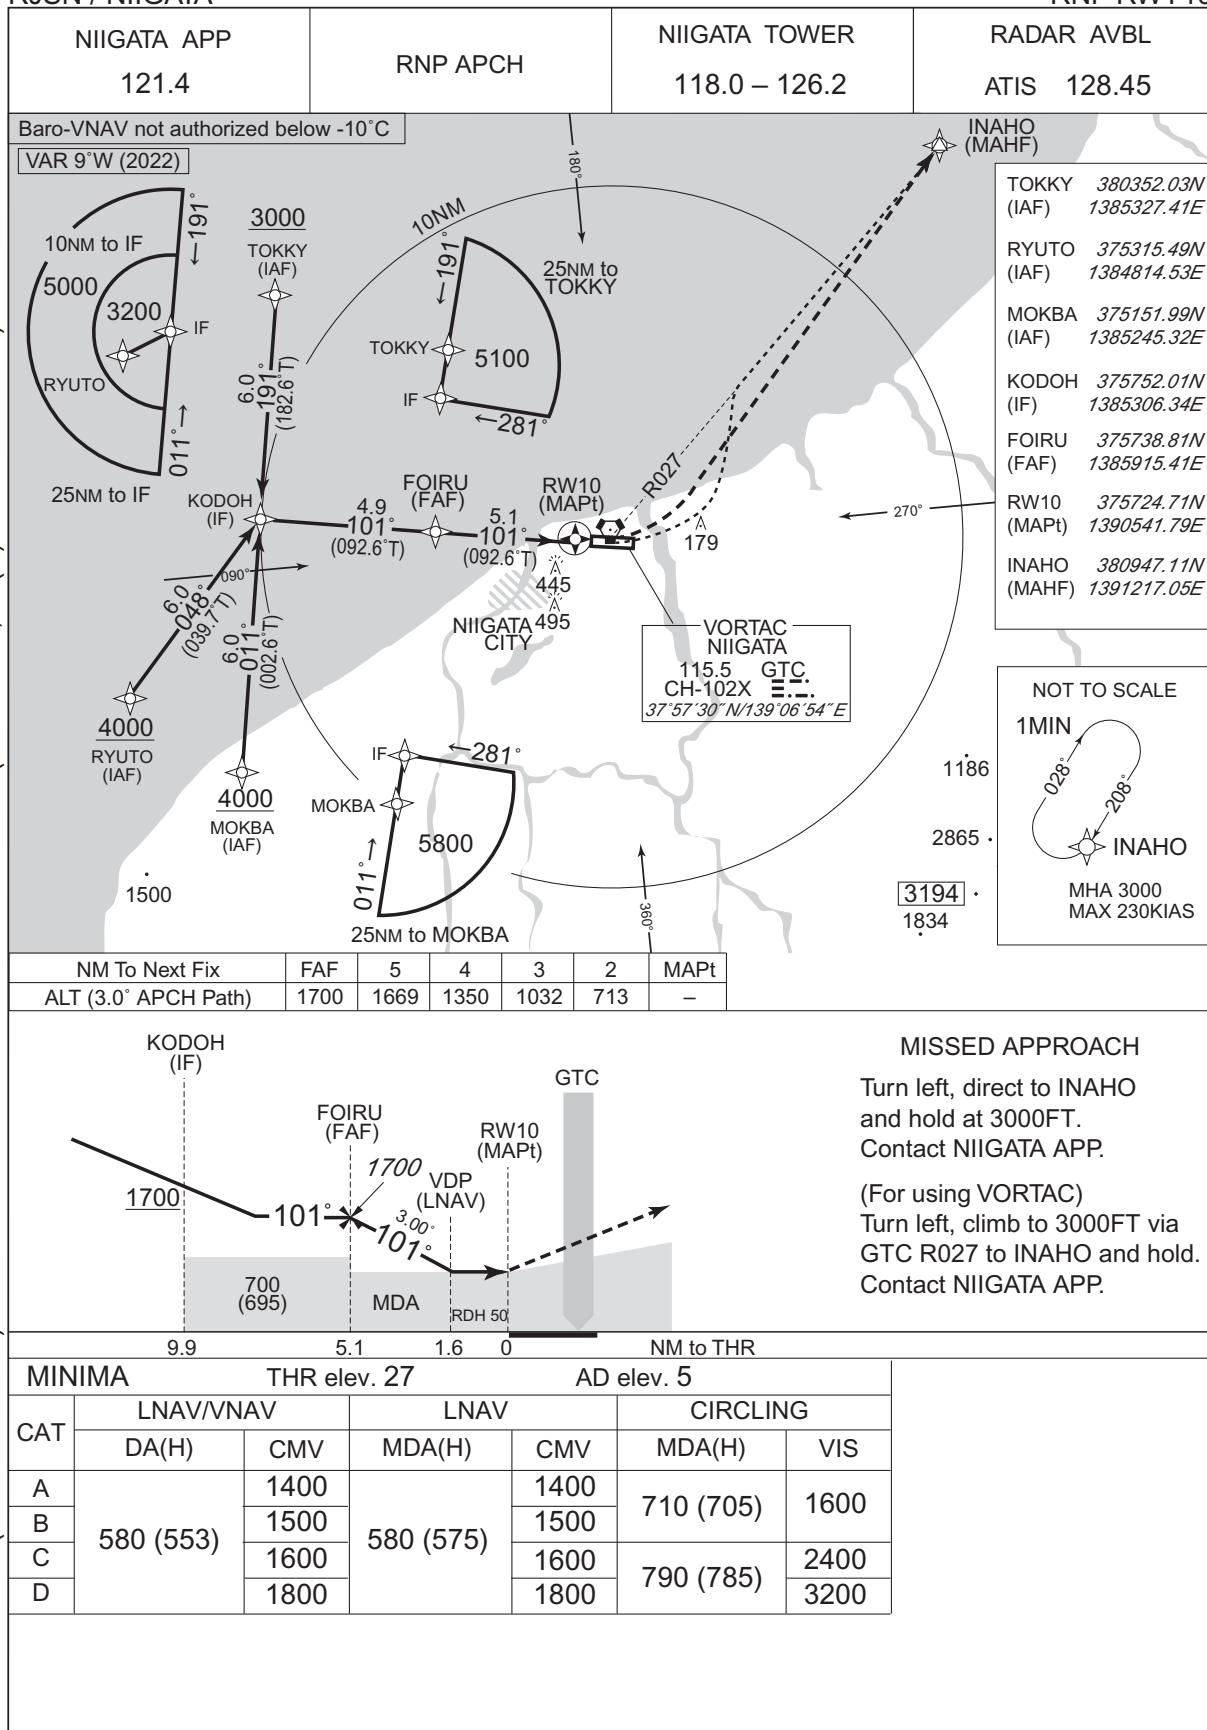 RJSN / NIIGATA
NIIGATA APP
121.4
RNP APCH
NIIGATA TOWER
118.0 – 126.2
RADAR AVBL
ATIS 128.45
Baro-VNAV not authorized below -10˚C
VAR 9˚W (2022)
INAHO
(MAHF)
180˚
10NM to IF
5000
3200
IF
RYUTO
←191˚
011˚→
25NM to IF
3000
TOKKY
(IAF)
6.0
191˚
(182.6˚T)
10NM
←191˚
25NM to
TOKKY
TOKKY
5100
IF
←281˚
TOKKY 380352.03N
(IAF) 1385327.41E
RYUTO 375315.49N
(IAF) 1384814.53E
MOKBA 375151.99N
(IAF) 1385245.32E
KODOH 375752.01N
(IF) 1385306.34E
FOIRU 375738.81N
(FAF) 1385915.41E
RW10 375724.71N
(MAPt) 1390541.79E
INAHO 380947.11N
(MAHF) 1391217.05E
KODOH
(IF)
4.9
101˚
(092.6˚T)
FOIRU
(FAF)
5.1
101˚
(092.6˚T)
RW10
(MAPt)
R027
179
270˚
090˚
445
495
NIIGATA
CITY
6.0
048˚
(039.7˚T)
6.0
011˚
(002.6˚T)
VORTAC
NIIGATA
115.5 GTC
CH-102X
37˚57´30˝N/139˚06´54˝E
4000
RYUTO
(IAF)
4000
MOKBA
(IAF)
1500
IF
←281˚
MOKBA
5800
011˚→
25NM to MOKBA
360˚
1186
2865
3194
1834
NOT TO SCALE
1MIN
028˚
208˚
INAHO
MHA 3000
MAX 230KIAS
NM To Next Fix FAF 5 4 3 2 MAPt
ALT (3.0˚ APCH Path) 1700 1669 1350 1032 713 –
KODOH
(IF)
FOIRU
(FAF)
1700
VDP
(LNAV)
RW10
(MAPt)
GTC
1700
101˚
3.00˚
101˚
700
(695)
MDA
RDH 50
9.9 5.1 1.6 0 NM to THR
MISSED APPROACH
Turn left, direct to INAHO
and hold at 3000FT.
Contact NIIGATA APP.
(For using VORTAC)
Turn left, climb to 3000FT via
GTC R027 to INAHO and hold.
Contact NIIGATA APP.
MINIMA THR elev. 27 AD elev. 5
CAT LNAV/VNAV LNAV CIRCLING
DA(H) CMV MDA(H) CMV MDA(H) VIS
A 580 (553) 1400 580 (575) 1400 710 (705) 1600
B 1500 1500
C 1600 1600 790 (785) 2400
D 1800 1800 3200